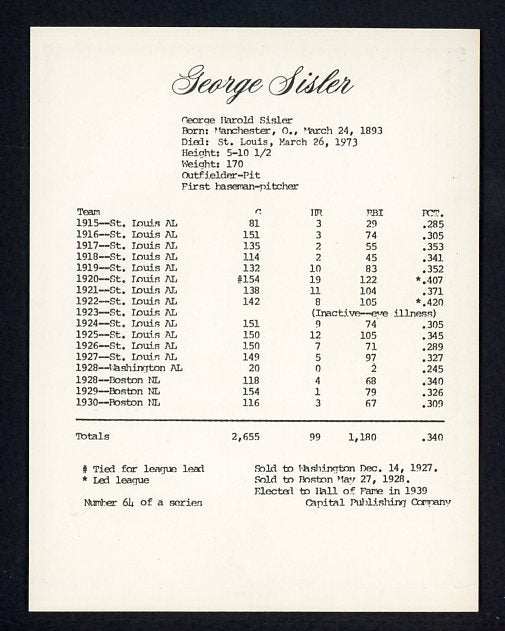 George Sisler
George Harold Sisler
Born: Manchester, O., March 24, 1893
Died: St. Louis, March 26, 1973
Height: 5-10 1/2
Weight: 170
Outfielder-Pit
First baseman-pitcher
Team G HR RBI PCT.
1915--St. Louis AL 81 3 29 .285
1916--St. Louis AL 151 3 74 .305
1917--St. Louis AL 135 2 55 .353
1918--St. Louis AL 114 2 45 .341
1919--St. Louis AL 132 10 83 .352
1920--St. Louis AL #154 19 122 *.407
1921--St. Louis AL 138 11 104 .371
1922--St. Louis AL 142 8 105 *.420
1923--St. Louis AL (Inactive--eye illness)
1924--St. Louis AL 151 9 74 .305
1925--St. Louis AL 150 12 105 .345
1926--St. Louis AL 150 7 71 .289
1927--St. Louis AL 149 5 97 .327
1928--Washington AL 20 0 2 .245
1928--Boston NL 118 4 68 .340
1929--Boston NL 154 1 79 .326
1930--Boston NL 116 3 67 .309
Totals 2,655 99 1,180 .340
# Tied for league lead Sold to Washington Dec. 14, 1927.
* Led league Sold to Boston May 27, 1928.
Elected to Hall of Fame in 1939
Number 64 of a series Capital Publishing Company